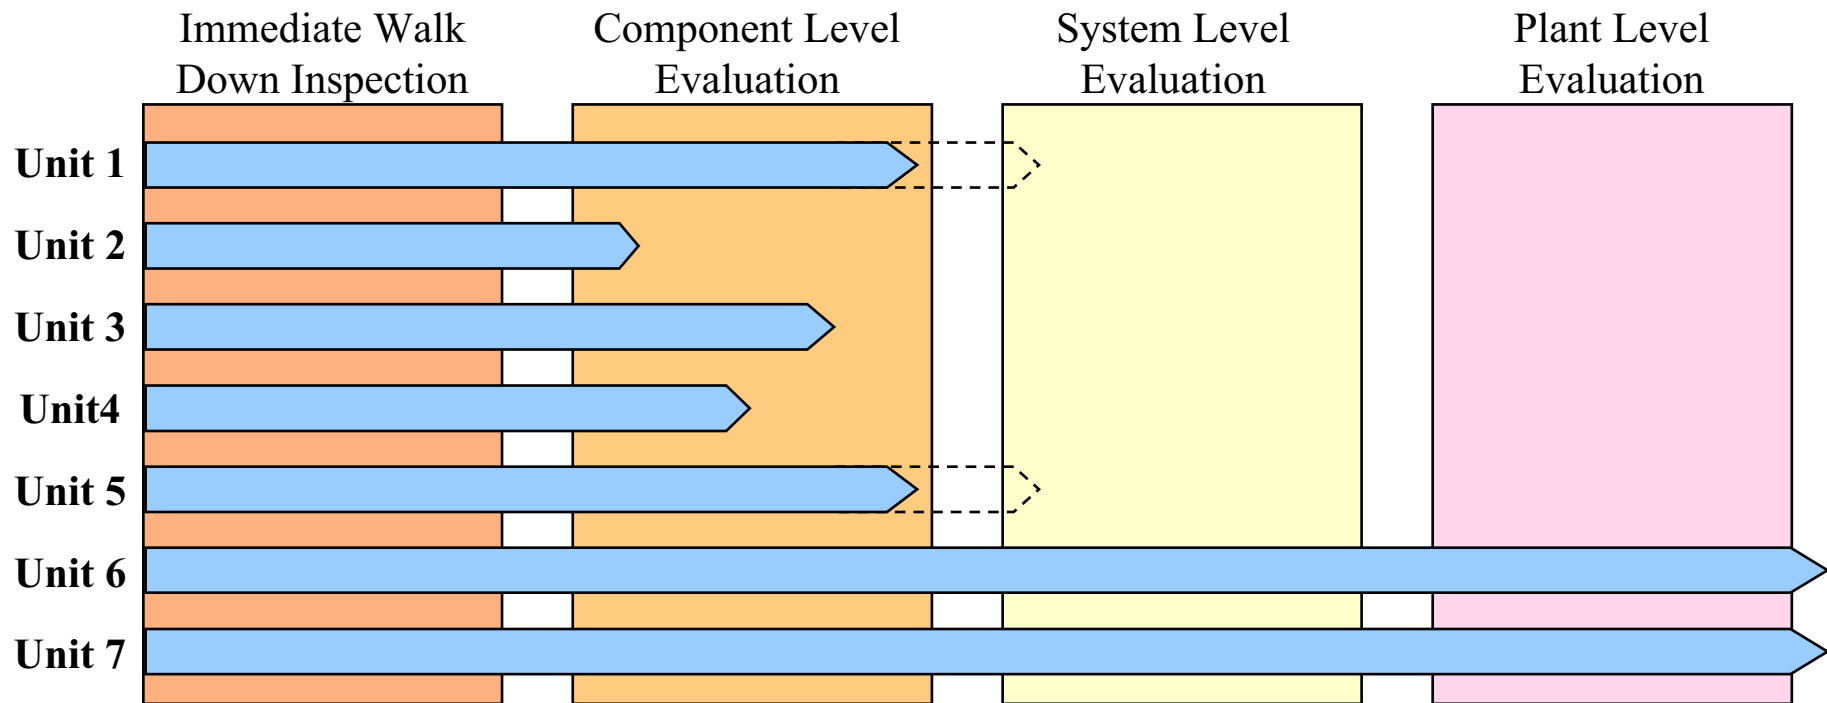 Immediate Walk
Down Inspection
Component Level
Evaluation
System Level
Evaluation
Plant Level
Evaluation
Unit 1
Unit 2
Unit 3
Unit4
Unit 5
Unit 6
Unit 7